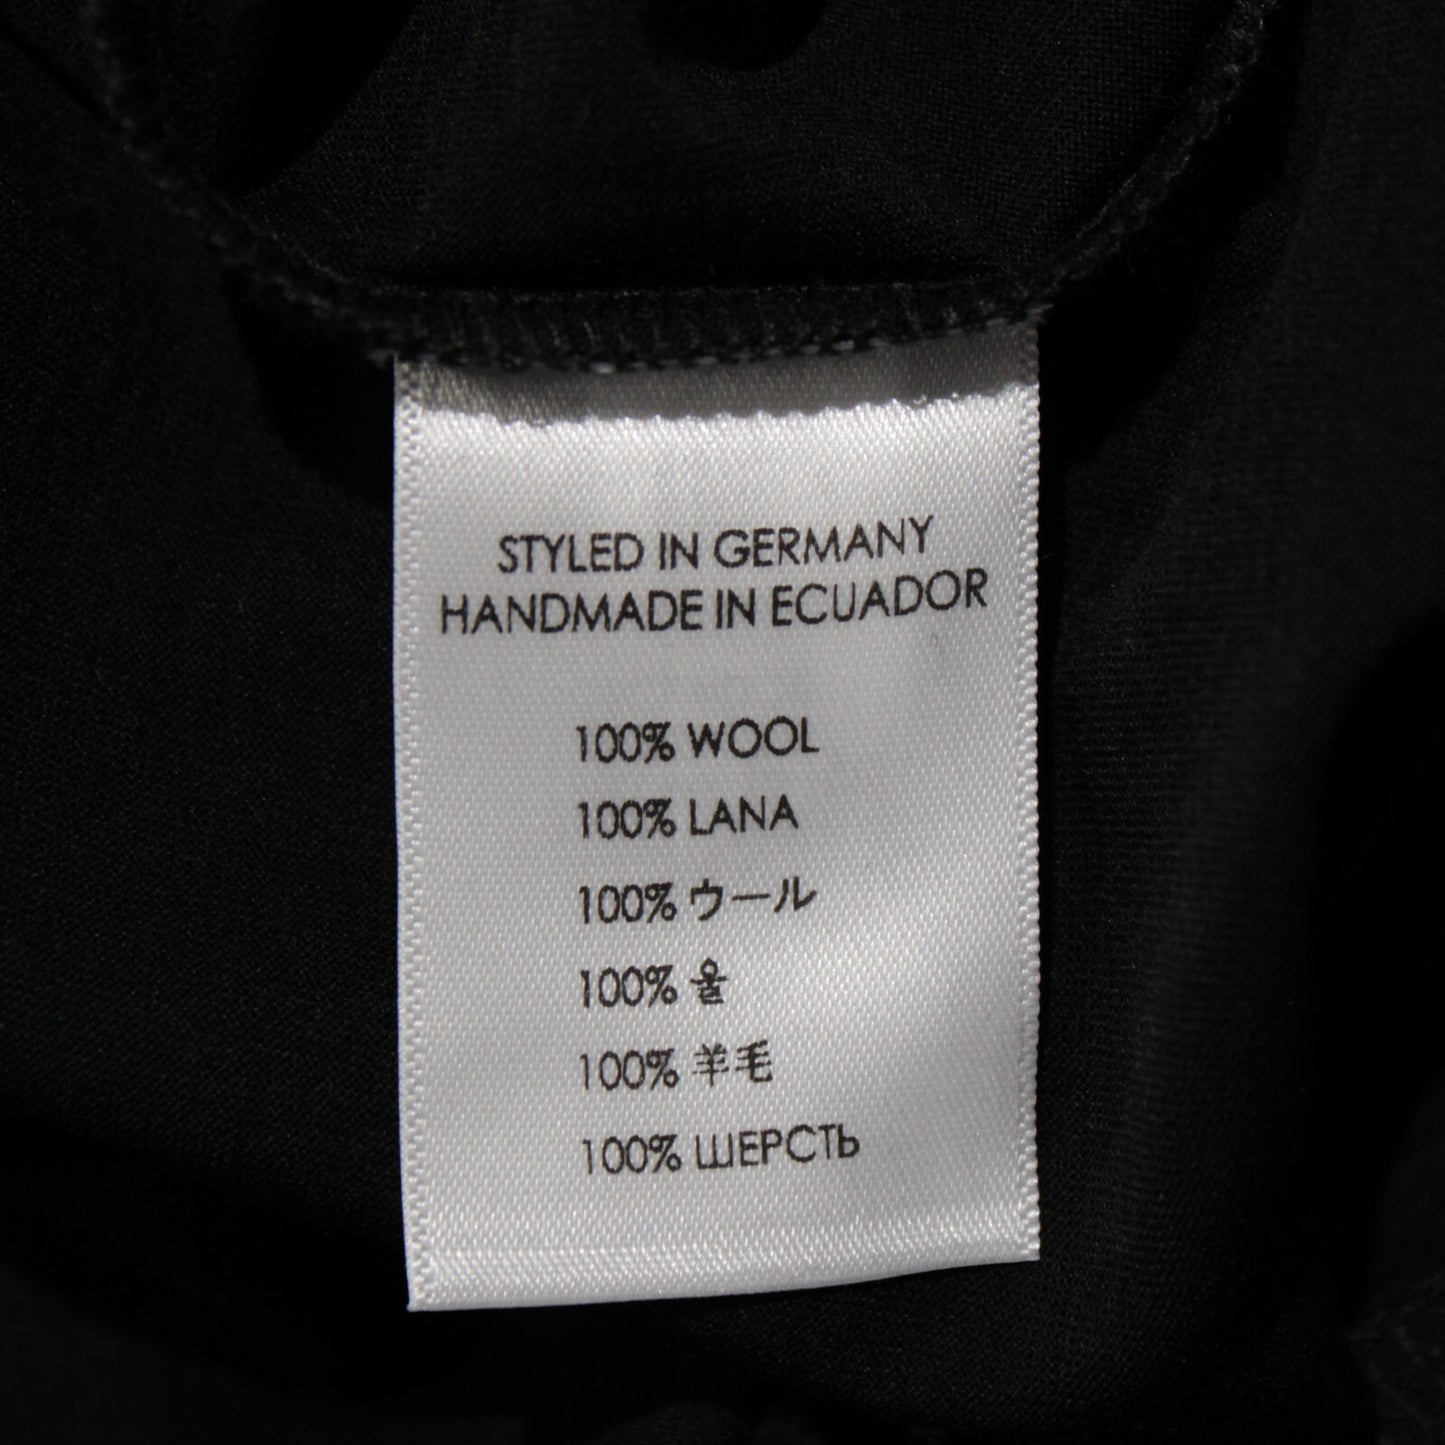 STYLED IN GERMANY
HANDMADE IN ECUADOR
100% WOOL
100% LANA
100% ウール
100% 울
100% 羊毛
100% ШЕРСТЬ